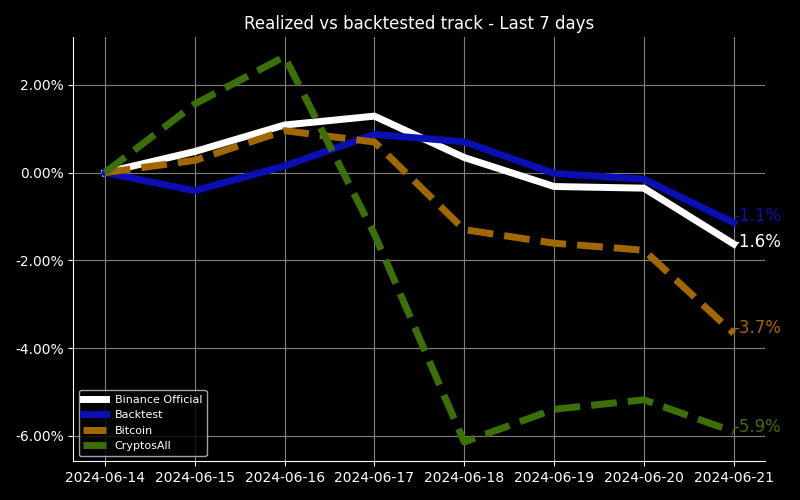 Realized vs backtested track - Last 7 days
2.00%
0.00%
-2.00%
-4.00%
-6.00%
-1.1%
-1.6%
-3.7%
-5.9%
Binance Official
Backtest
Bitcoin
CryptosAll
2024-06-14 2024-06-15 2024-06-16 2024-06-17 2024-06-18 2024-06-19 2024-06-20 2024-06-21